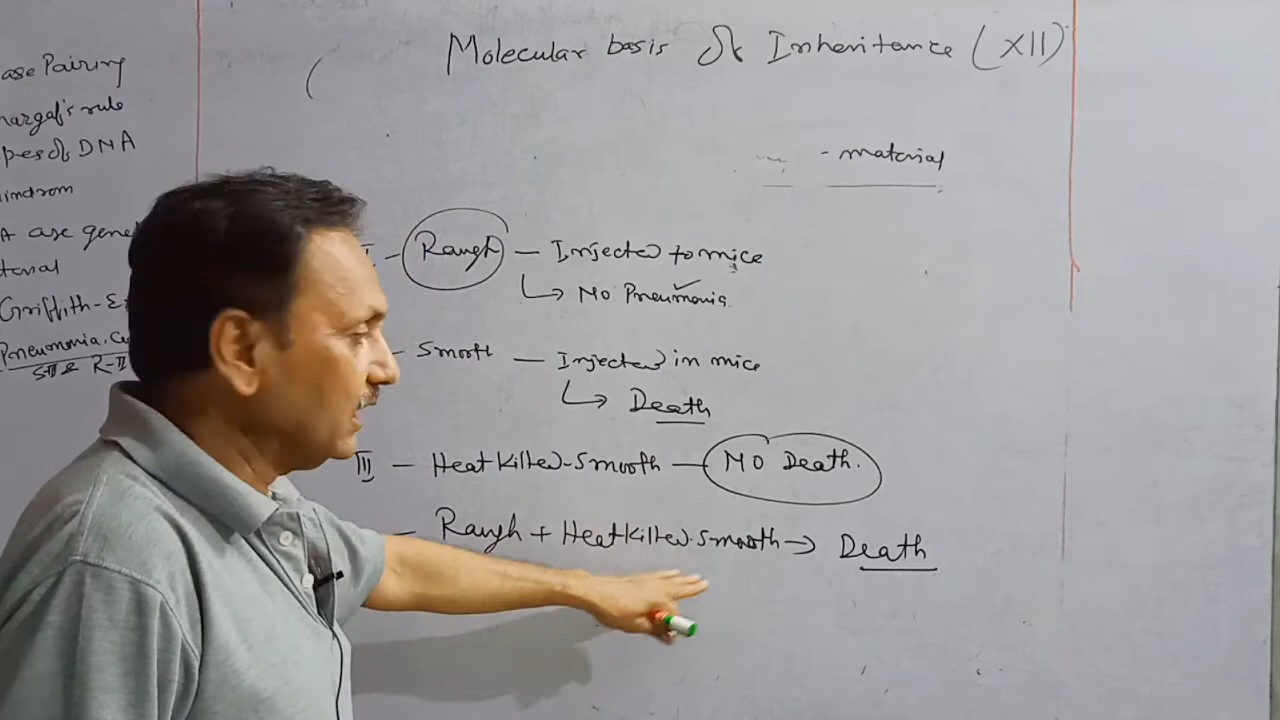 Molecular basis of Inheritance (XII)
- material
ase Pairing
hargaf's rule
pes of DNA
lindrom
A ase gene
terial
Griffith - E
Pneumonia. C
S-III & R-II
I - Rough - Injected to mice
→ No Pneumonia
- Smooth - Injected in mice
→ Death
III - Heat killed - Smooth - No Death.
- Rough + Heat killed . Smooth → Death